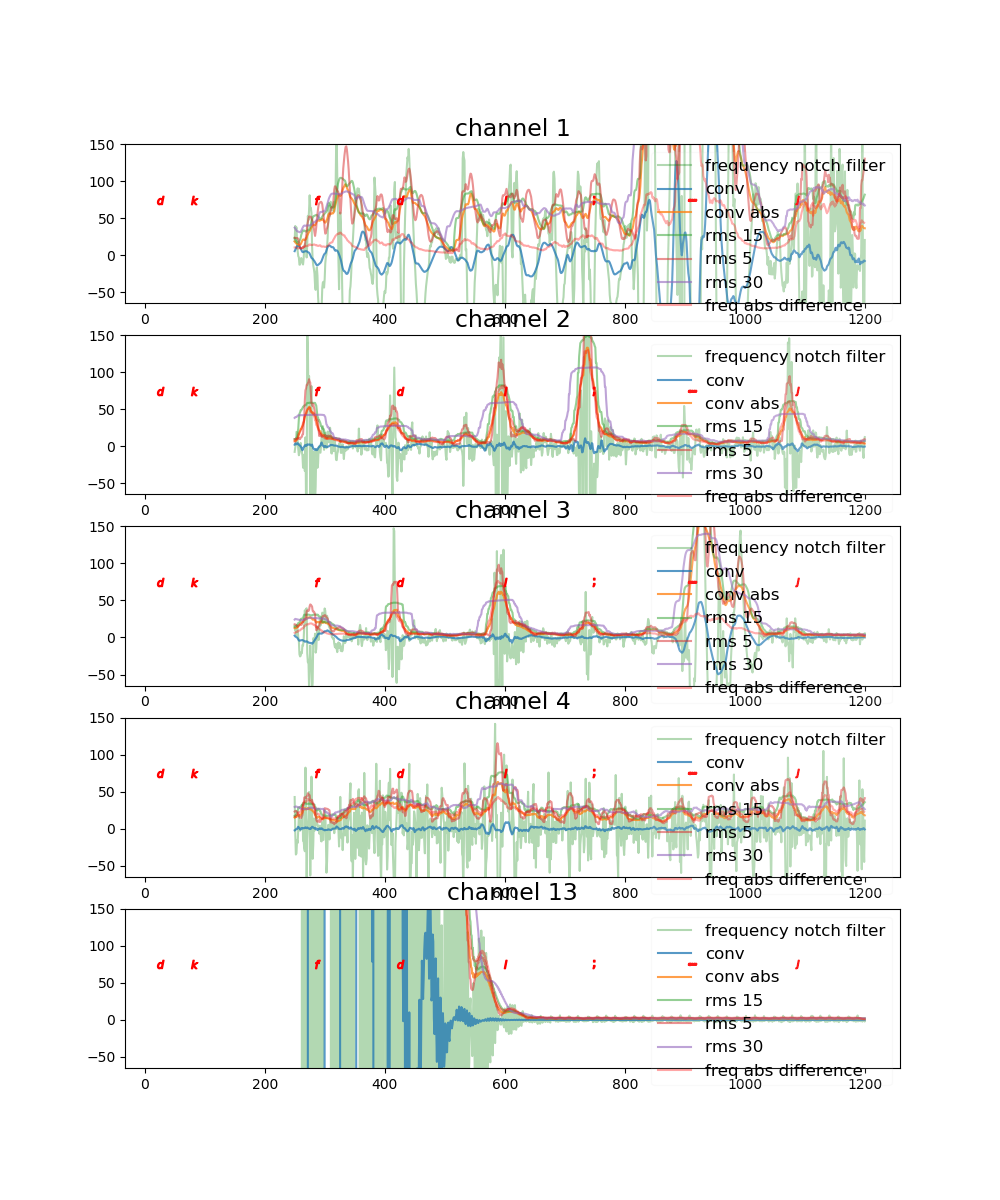 channel 1
150
100
50
0
−50
d k f d l ; - J
frequency notch filter
conv
conv abs
rms 15
rms 5
rms 30
freq abs difference
0 200 400 600 800 1000 1200
channel 2
150
100
50
0
−50
d k f d l ; - J
frequency notch filter
conv
conv abs
rms 15
rms 5
rms 30
freq abs difference
0 200 400 600 800 1000 1200
channel 3
150
100
50
0
−50
d k f d l ; - J
frequency notch filter
conv
conv abs
rms 15
rms 5
rms 30
freq abs difference
0 200 400 600 800 1000 1200
channel 4
150
100
50
0
−50
d k f d l ; - J
frequency notch filter
conv
conv abs
rms 15
rms 5
rms 30
freq abs difference
0 200 400 600 800 1000 1200
channel 13
150
100
50
0
−50
d k f d l ; - J
frequency notch filter
conv
conv abs
rms 15
rms 5
rms 30
freq abs difference
0 200 400 600 800 1000 1200